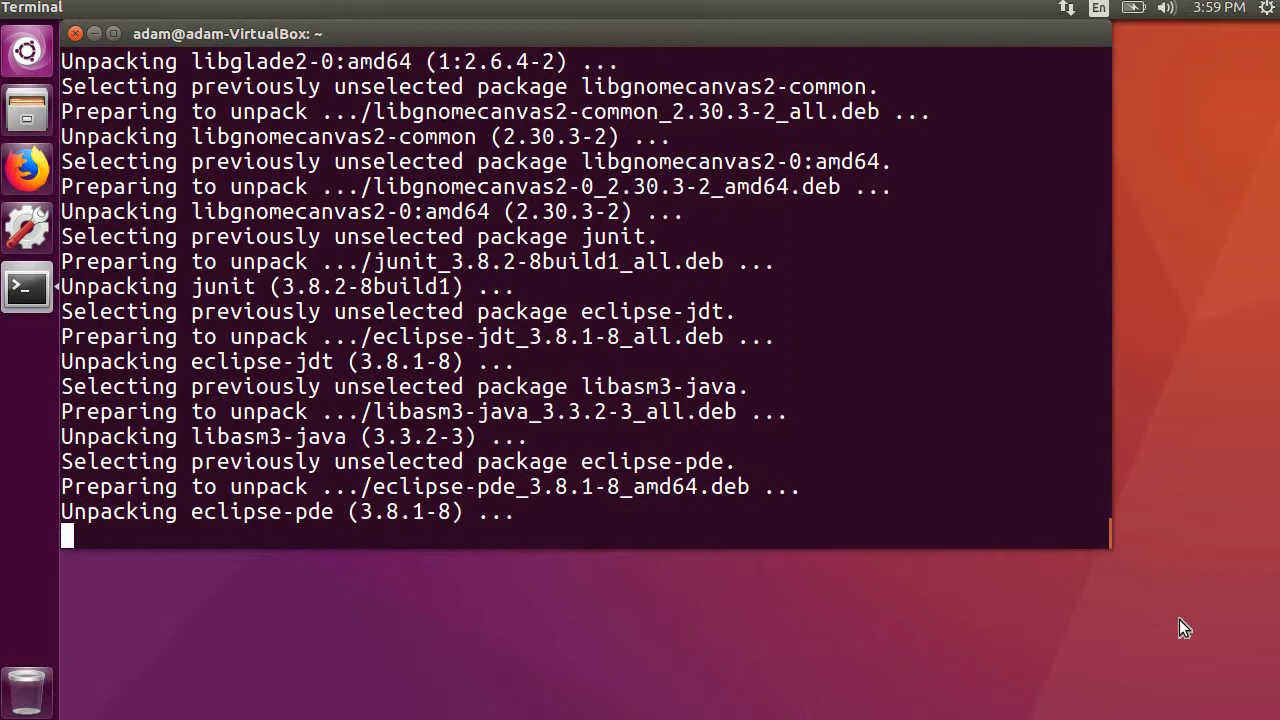 Terminal
En
3:59 PM
adam@adam-VirtualBox: ~
Unpacking libglade2-0:amd64 (1:2.6.4-2) ...
Selecting previously unselected package libgnomecanvas2-common.
Preparing to unpack .../libgnomecanvas2-common_2.30.3-2_all.deb ...
Unpacking libgnomecanvas2-common (2.30.3-2) ...
Selecting previously unselected package libgnomecanvas2-0:amd64.
Preparing to unpack .../libgnomecanvas2-0_2.30.3-2_amd64.deb ...
Unpacking libgnomecanvas2-0:amd64 (2.30.3-2) ...
Selecting previously unselected package junit.
Preparing to unpack .../junit_3.8.2-8build1_all.deb ...
Unpacking junit (3.8.2-8build1) ...
Selecting previously unselected package eclipse-jdt.
Preparing to unpack .../eclipse-jdt_3.8.1-8_all.deb ...
Unpacking eclipse-jdt (3.8.1-8) ...
Selecting previously unselected package libasm3-java.
Preparing to unpack .../libasm3-java_3.3.2-3_all.deb ...
Unpacking libasm3-java (3.3.2-3) ...
Selecting previously unselected package eclipse-pde.
Preparing to unpack .../eclipse-pde_3.8.1-8_amd64.deb ...
Unpacking eclipse-pde (3.8.1-8) ...